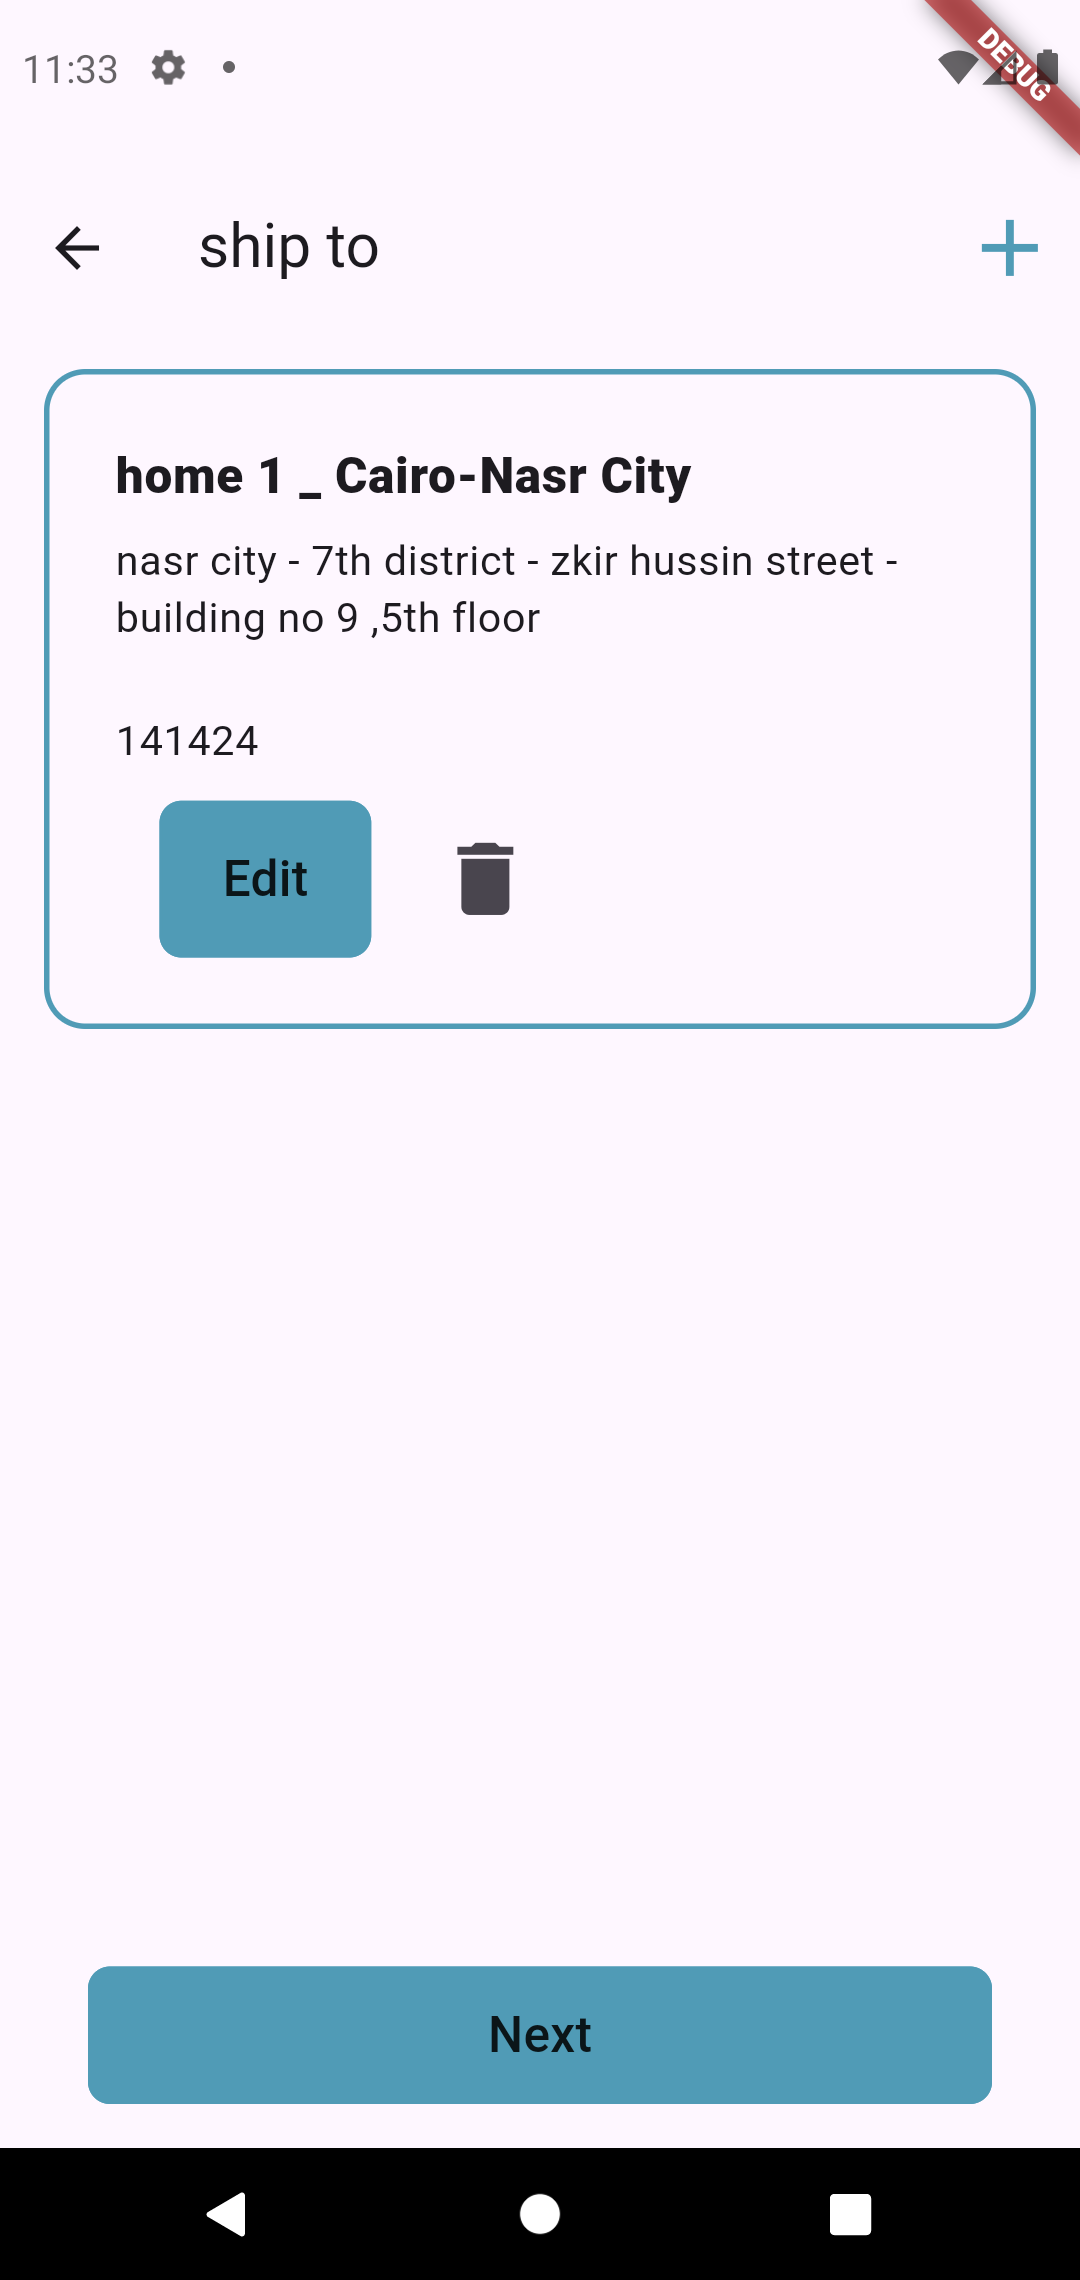 11:33
DEBUG
ship to
home 1 _ Cairo-Nasr City
nasr city - 7th district - zkir hussin street -
building no 9 ,5th floor
141424
Edit
Next